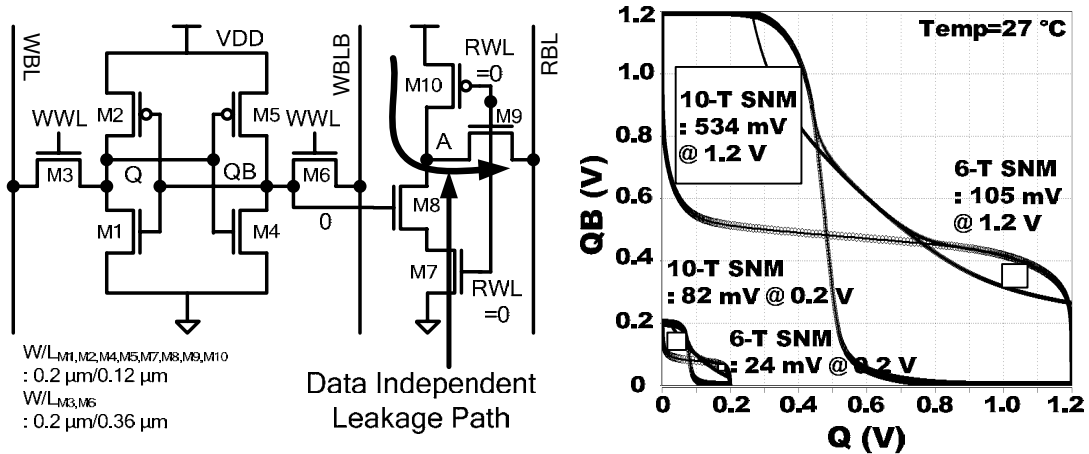 WBL
VDD
WBLB
RWL
=0
RBL
M2
M5
M10
M9
WWL
WWL
A
Q
QB
M3
M6
M8
0
M1
M4
M7
RWL
=0
W/LM1,M2,M4,M5,M7,M8,M9,M10
: 0.2 µm/0.12 µm
W/LM3,M6
: 0.2 µm/0.36 µm
Data Independent
Leakage Path
QB (V)
1.2
1.0
0.8
0.6
0.4
0.2
0
Temp=27 °C
10-T SNM
: 534 mV
@ 1.2 V
6-T SNM
: 105 mV
@ 1.2 V
10-T SNM
: 82 mV @ 0.2 V
6-T SNM
: 24 mV @ 0.2 V
0 0.2 0.4 0.6 0.8 1.0 1.2
Q (V)